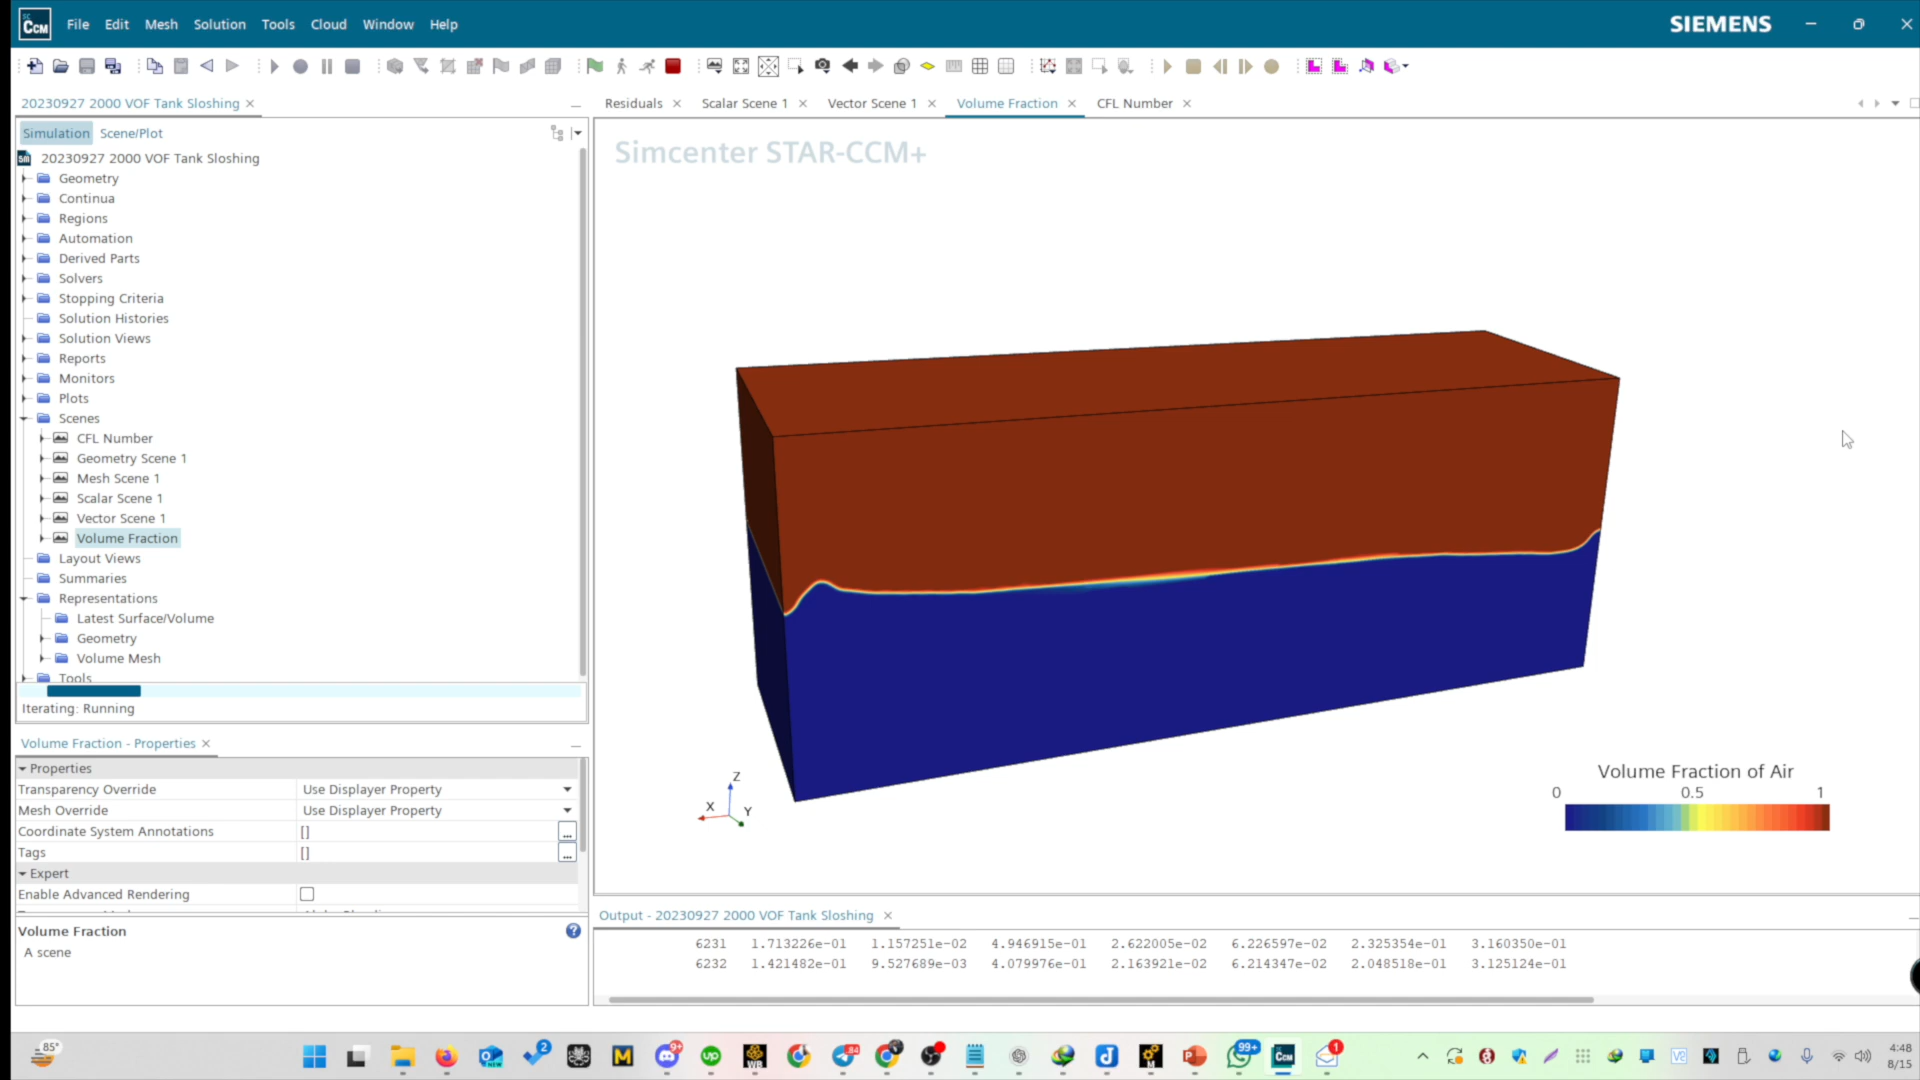 CCM File Edit Mesh Solution Tools Cloud Window Help SIEMENS
20230927 2000 VOF Tank Sloshing
Residuals Scalar Scene 1 Vector Scene 1 Volume Fraction CFL Number
Simulation Scene/Plot
20230927 2000 VOF Tank Sloshing
Geometry
Continua
Regions
Automation
Derived Parts
Solvers
Stopping Criteria
Solution Histories
Solution Views
Reports
Monitors
Plots
Scenes
CFL Number
Geometry Scene 1
Mesh Scene 1
Scalar Scene 1
Vector Scene 1
Volume Fraction
Layout Views
Summaries
Representations
Latest Surface/Volume
Geometry
Volume Mesh
Tools
Iterating: Running
Volume Fraction - Properties
Properties
Transparency Override Use Displayer Property
Mesh Override Use Displayer Property
Coordinate System Annotations []
Tags []
Expert
Enable Advanced Rendering
Volume Fraction
A scene
Simcenter STAR-CCM+
Z
X
Y
Volume Fraction of Air
0 0.5 1
Output - 20230927 2000 VOF Tank Sloshing
6231 1.713226e-01 1.157251e-02 4.946915e-01 2.622005e-02 6.226597e-02 2.325354e-01 3.160350e-01
6232 1.421482e-01 9.527689e-03 4.079976e-01 2.163921e-02 6.214347e-02 2.048518e-01 3.125124e-01
85°
4:48
8/15